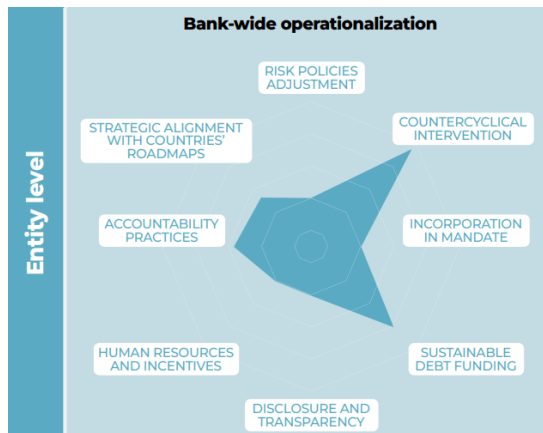 Bank-wide operationalization
RISK POLICIES
ADJUSTMENT
COUNTERCYCLICAL
INTERVENTION
STRATEGIC ALIGNMENT
WITH COUNTRIES'
ROADMAPS
Entity level
ACCOUNTABILITY
PRACTICES
INCORPORATION
IN MANDATE
HUMAN RESOURCES
AND INCENTIVES
SUSTAINABLE
DEBT FUNDING
DISCLOSURE AND
TRANSPARENCY